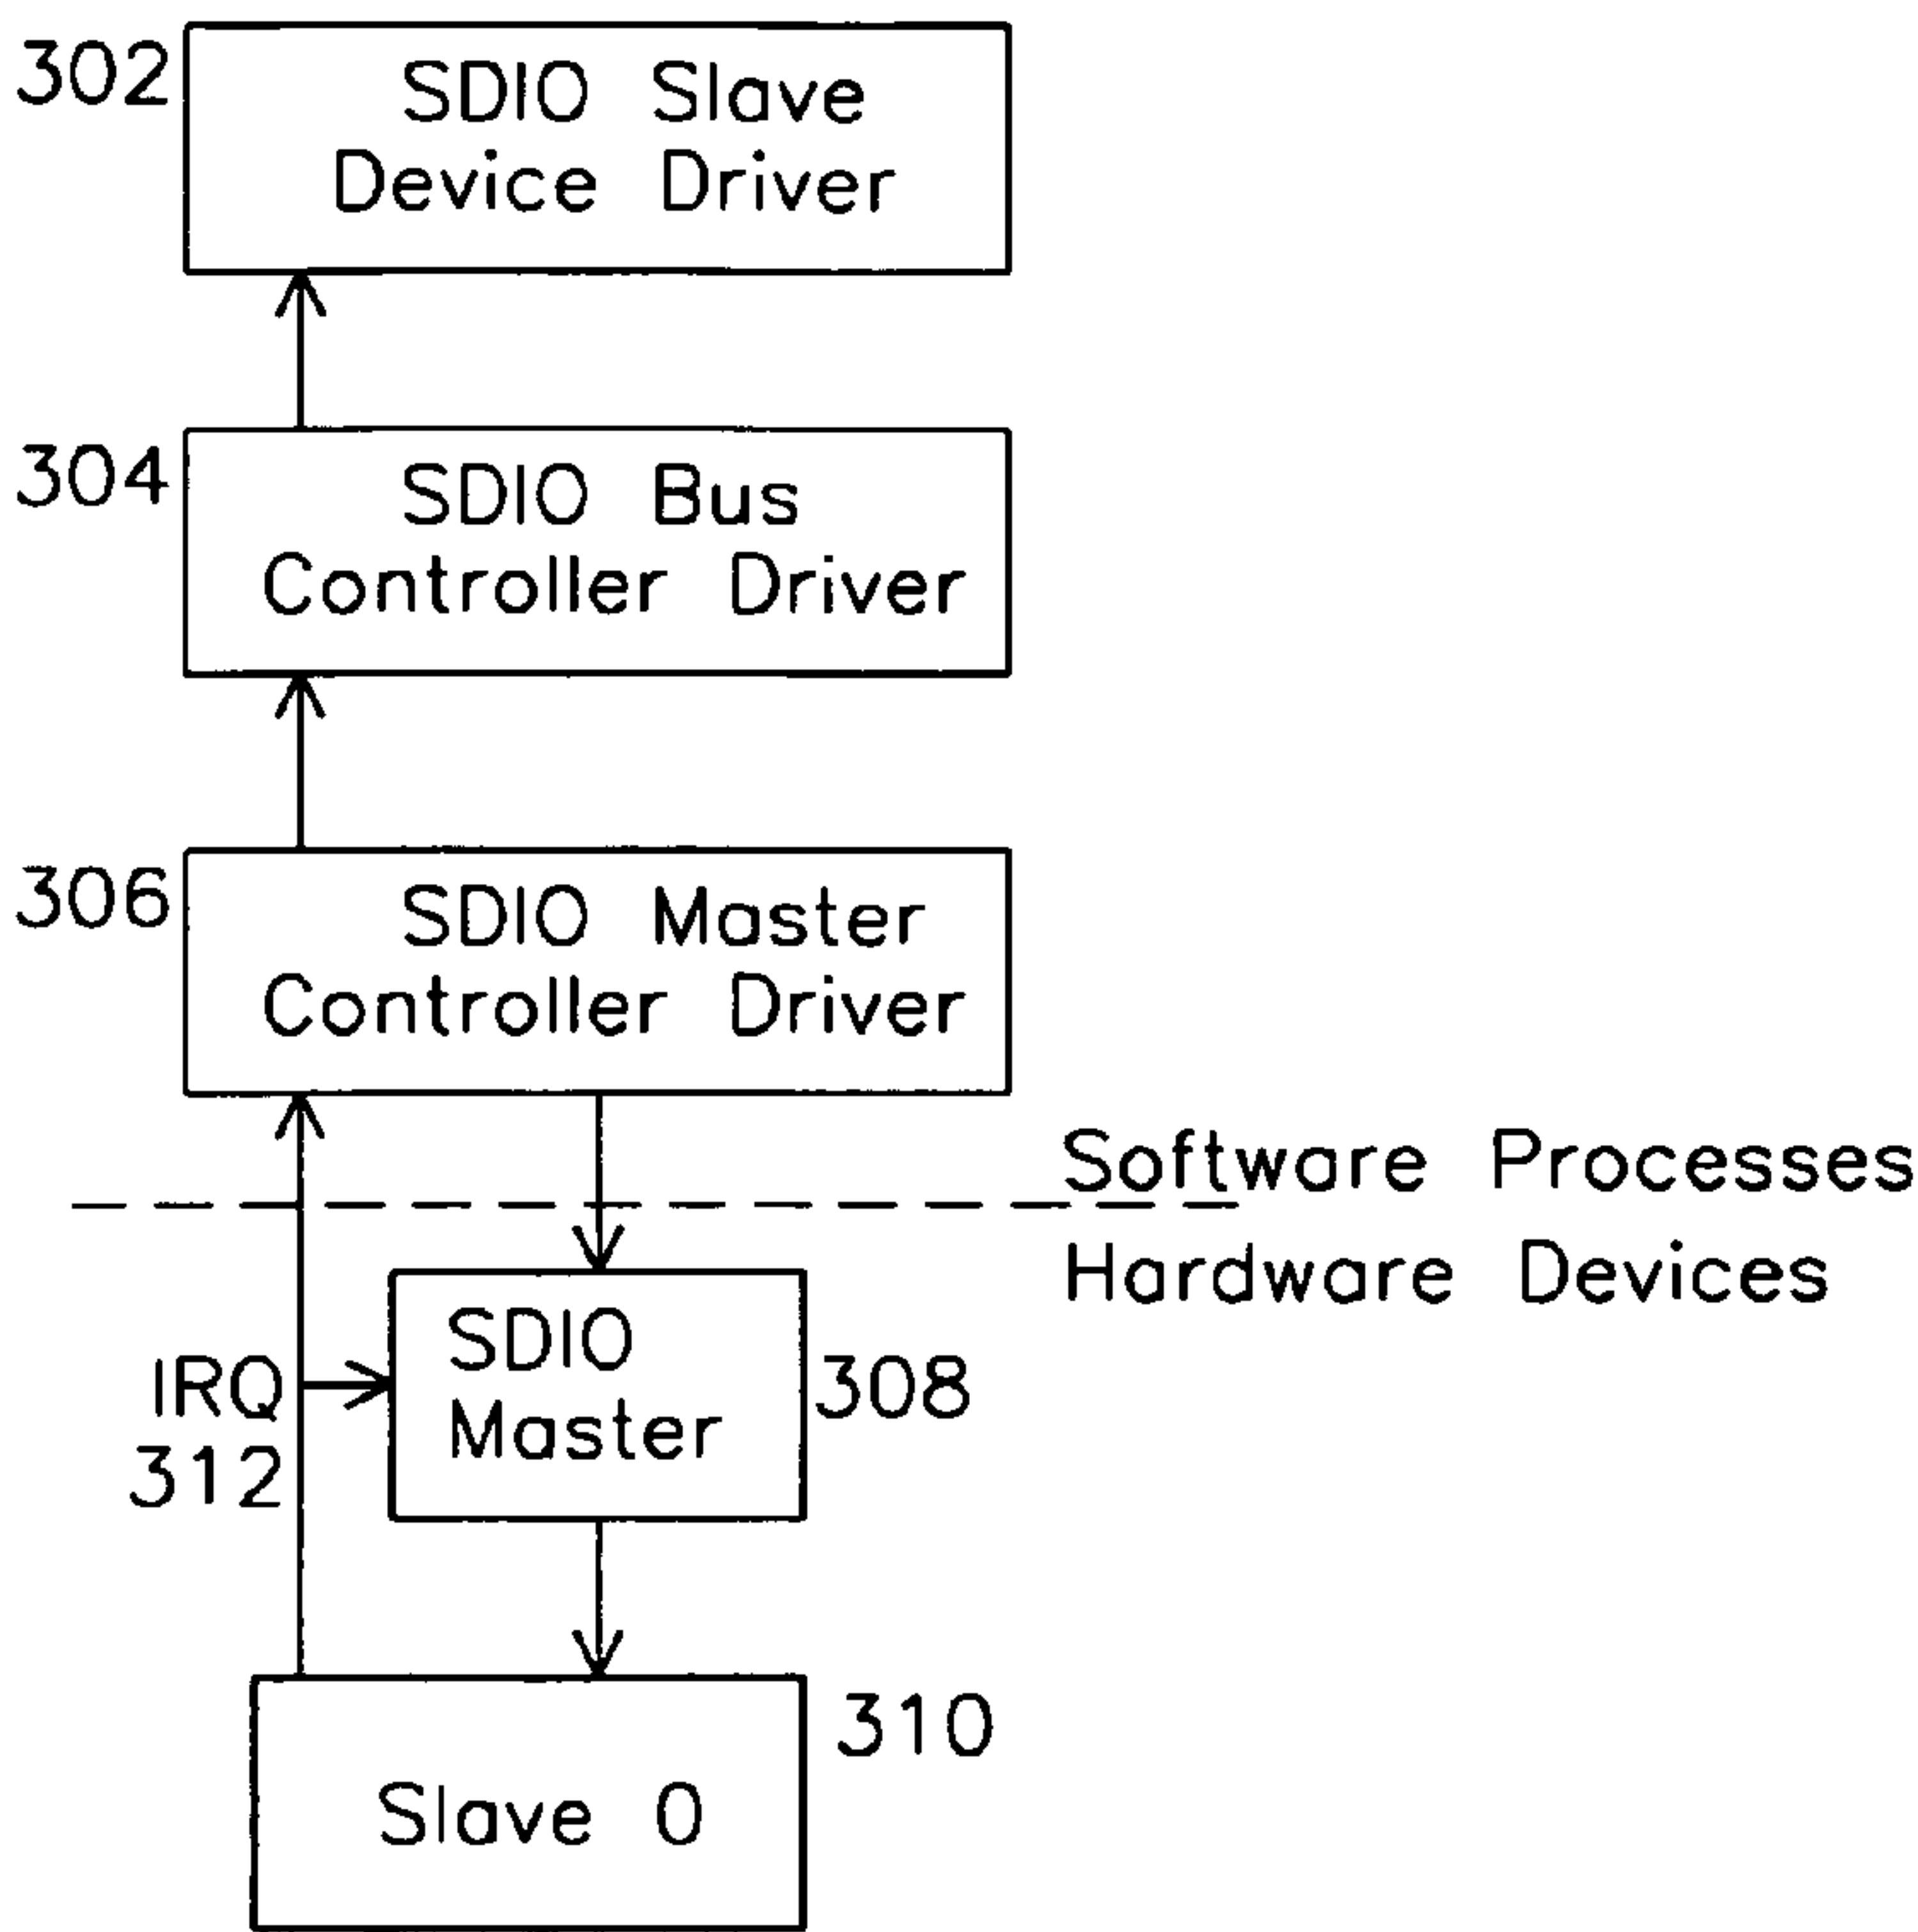 302
SDIO Slave
Device Driver
304
SDIO Bus
Controller Driver
306
SDIO Master
Controller Driver
Software Processes
Hardware Devices
SDIO
Master
308
IRQ
312
310
Slave 0